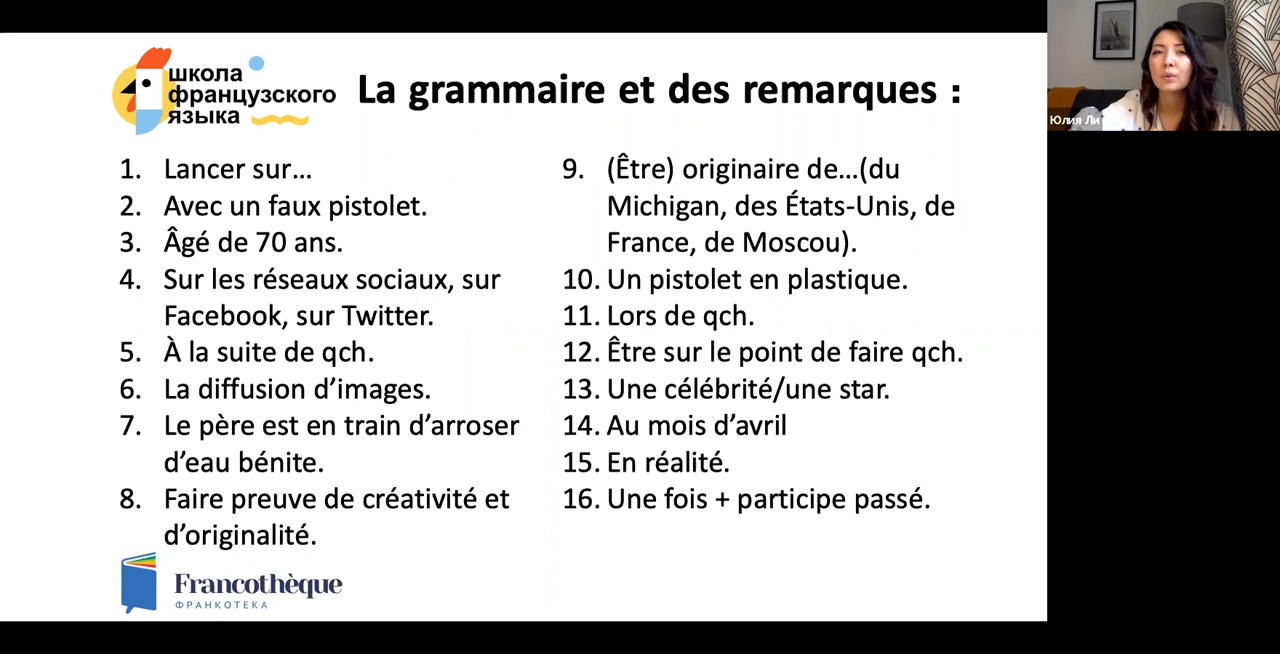 школа
французского
языка
La grammaire et des remarques :
1. Lancer sur…
2. Avec un faux pistolet.
3. Âgé de 70 ans.
4. Sur les réseaux sociaux, sur
Facebook, sur Twitter.
5. À la suite de qch.
6. La diffusion d’images.
7. Le père est en train d’arroser
d’eau bénite.
8. Faire preuve de créativité et
d’originalité.
9. (Être) originaire de…(du
Michigan, des États-Unis, de
France, de Moscou).
10. Un pistolet en plastique.
11. Lors de qch.
12. Être sur le point de faire qch.
13. Une célébrité/une star.
14. Au mois d’avril
15. En réalité.
16. Une fois + participe passé.
Francothèque
ФРАНКОТЕКА
Юлия Ли